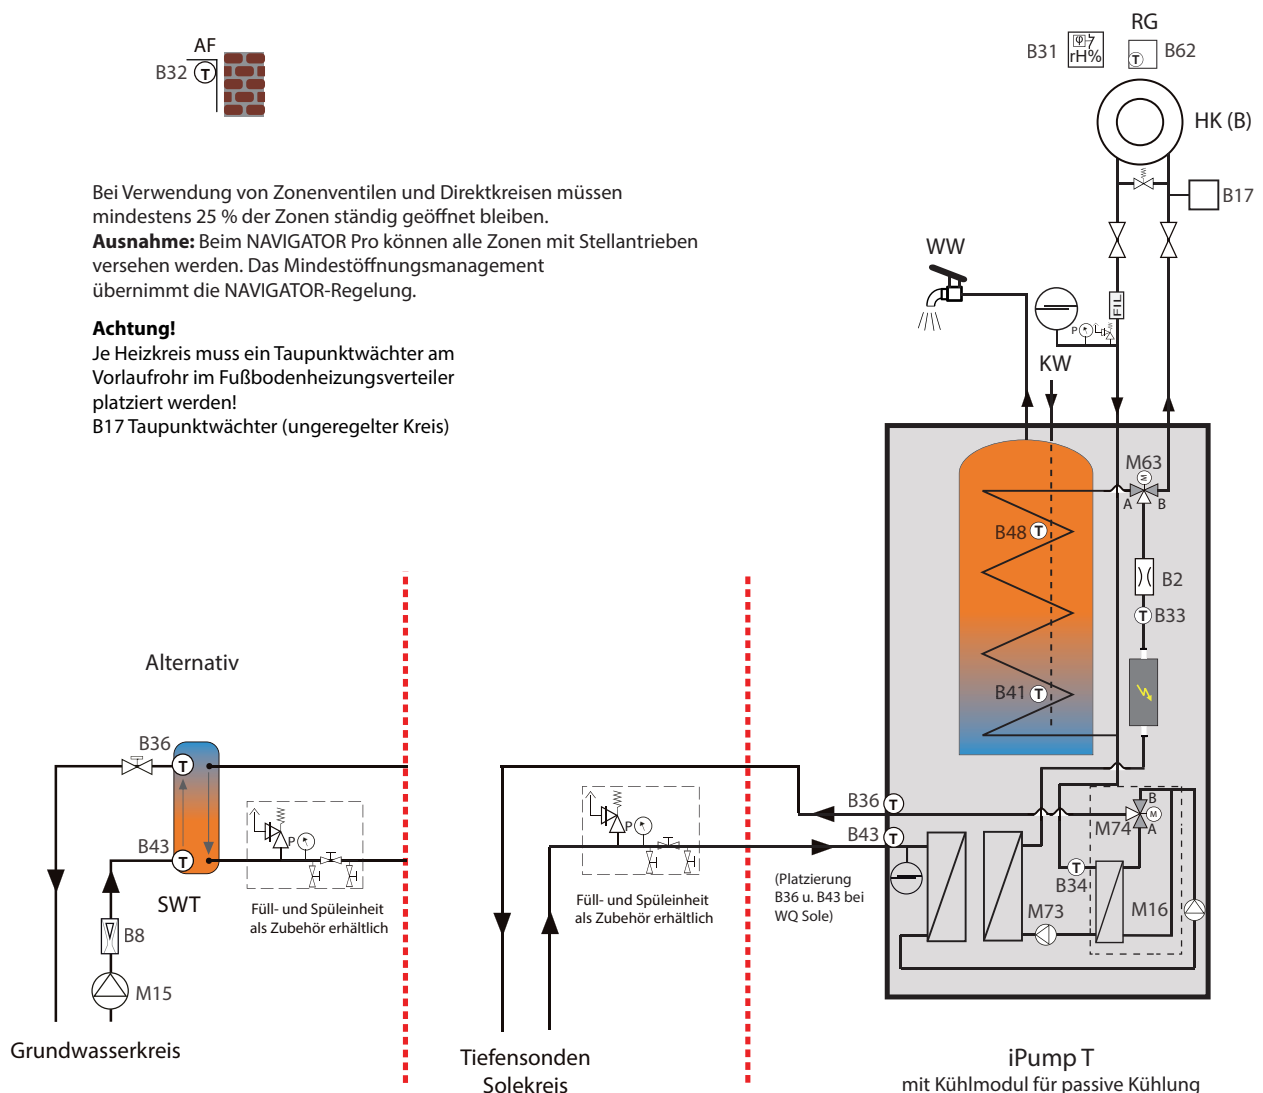 RG
AF
B31
φ
rH%
T
B62
B32 T
HK (B)
Bei Verwendung von Zonenventilen und Direktkreisen müssen
mindestens 25 % der Zonen ständig geöffnet bleiben.
Ausnahme: Beim NAVIGATOR Pro können alle Zonen mit Stellantrieben
versehen werden. Das Mindestöffnungsmanagement
übernimmt die NAVIGATOR-Regelung.
B17
WW
FIL
P
Achtung!
Je Heizkreis muss ein Taupunktwächter am
Vorlaufrohr im Fußbodenheizungsverteiler
platziert werden!
B17 Taupunktwächter (ungeregelter Kreis)
KW
M63
M
A B
B48 T
B2
T B33
Alternativ
B41 T
B36
T
B43
T
P
SWT
Füll- und Spüleinheit
als Zubehör erhältlich
B8
M15
Grundwasserkreis
P
Füll- und Spüleinheit
als Zubehör erhältlich
Tiefensonden
Solekreis
B36 T
B43 T
(Platzierung
B36 u. B43 bei
WQ Sole)
B
M74 M
A
T
B34
M73
M16
iPump T
mit Kühlmodul für passive Kühlung